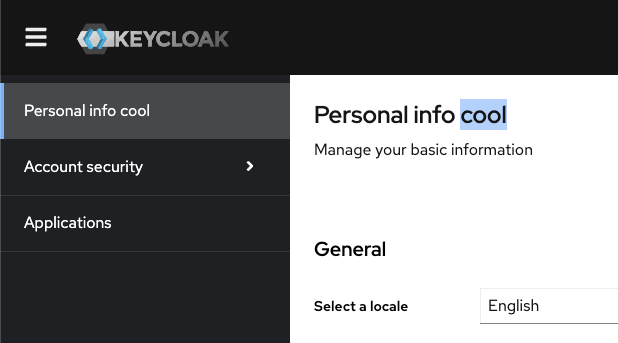 KEYCLOAK
Personal info cool
Account security
Applications
Personal info cool
Manage your basic information
General
Select a locale
English